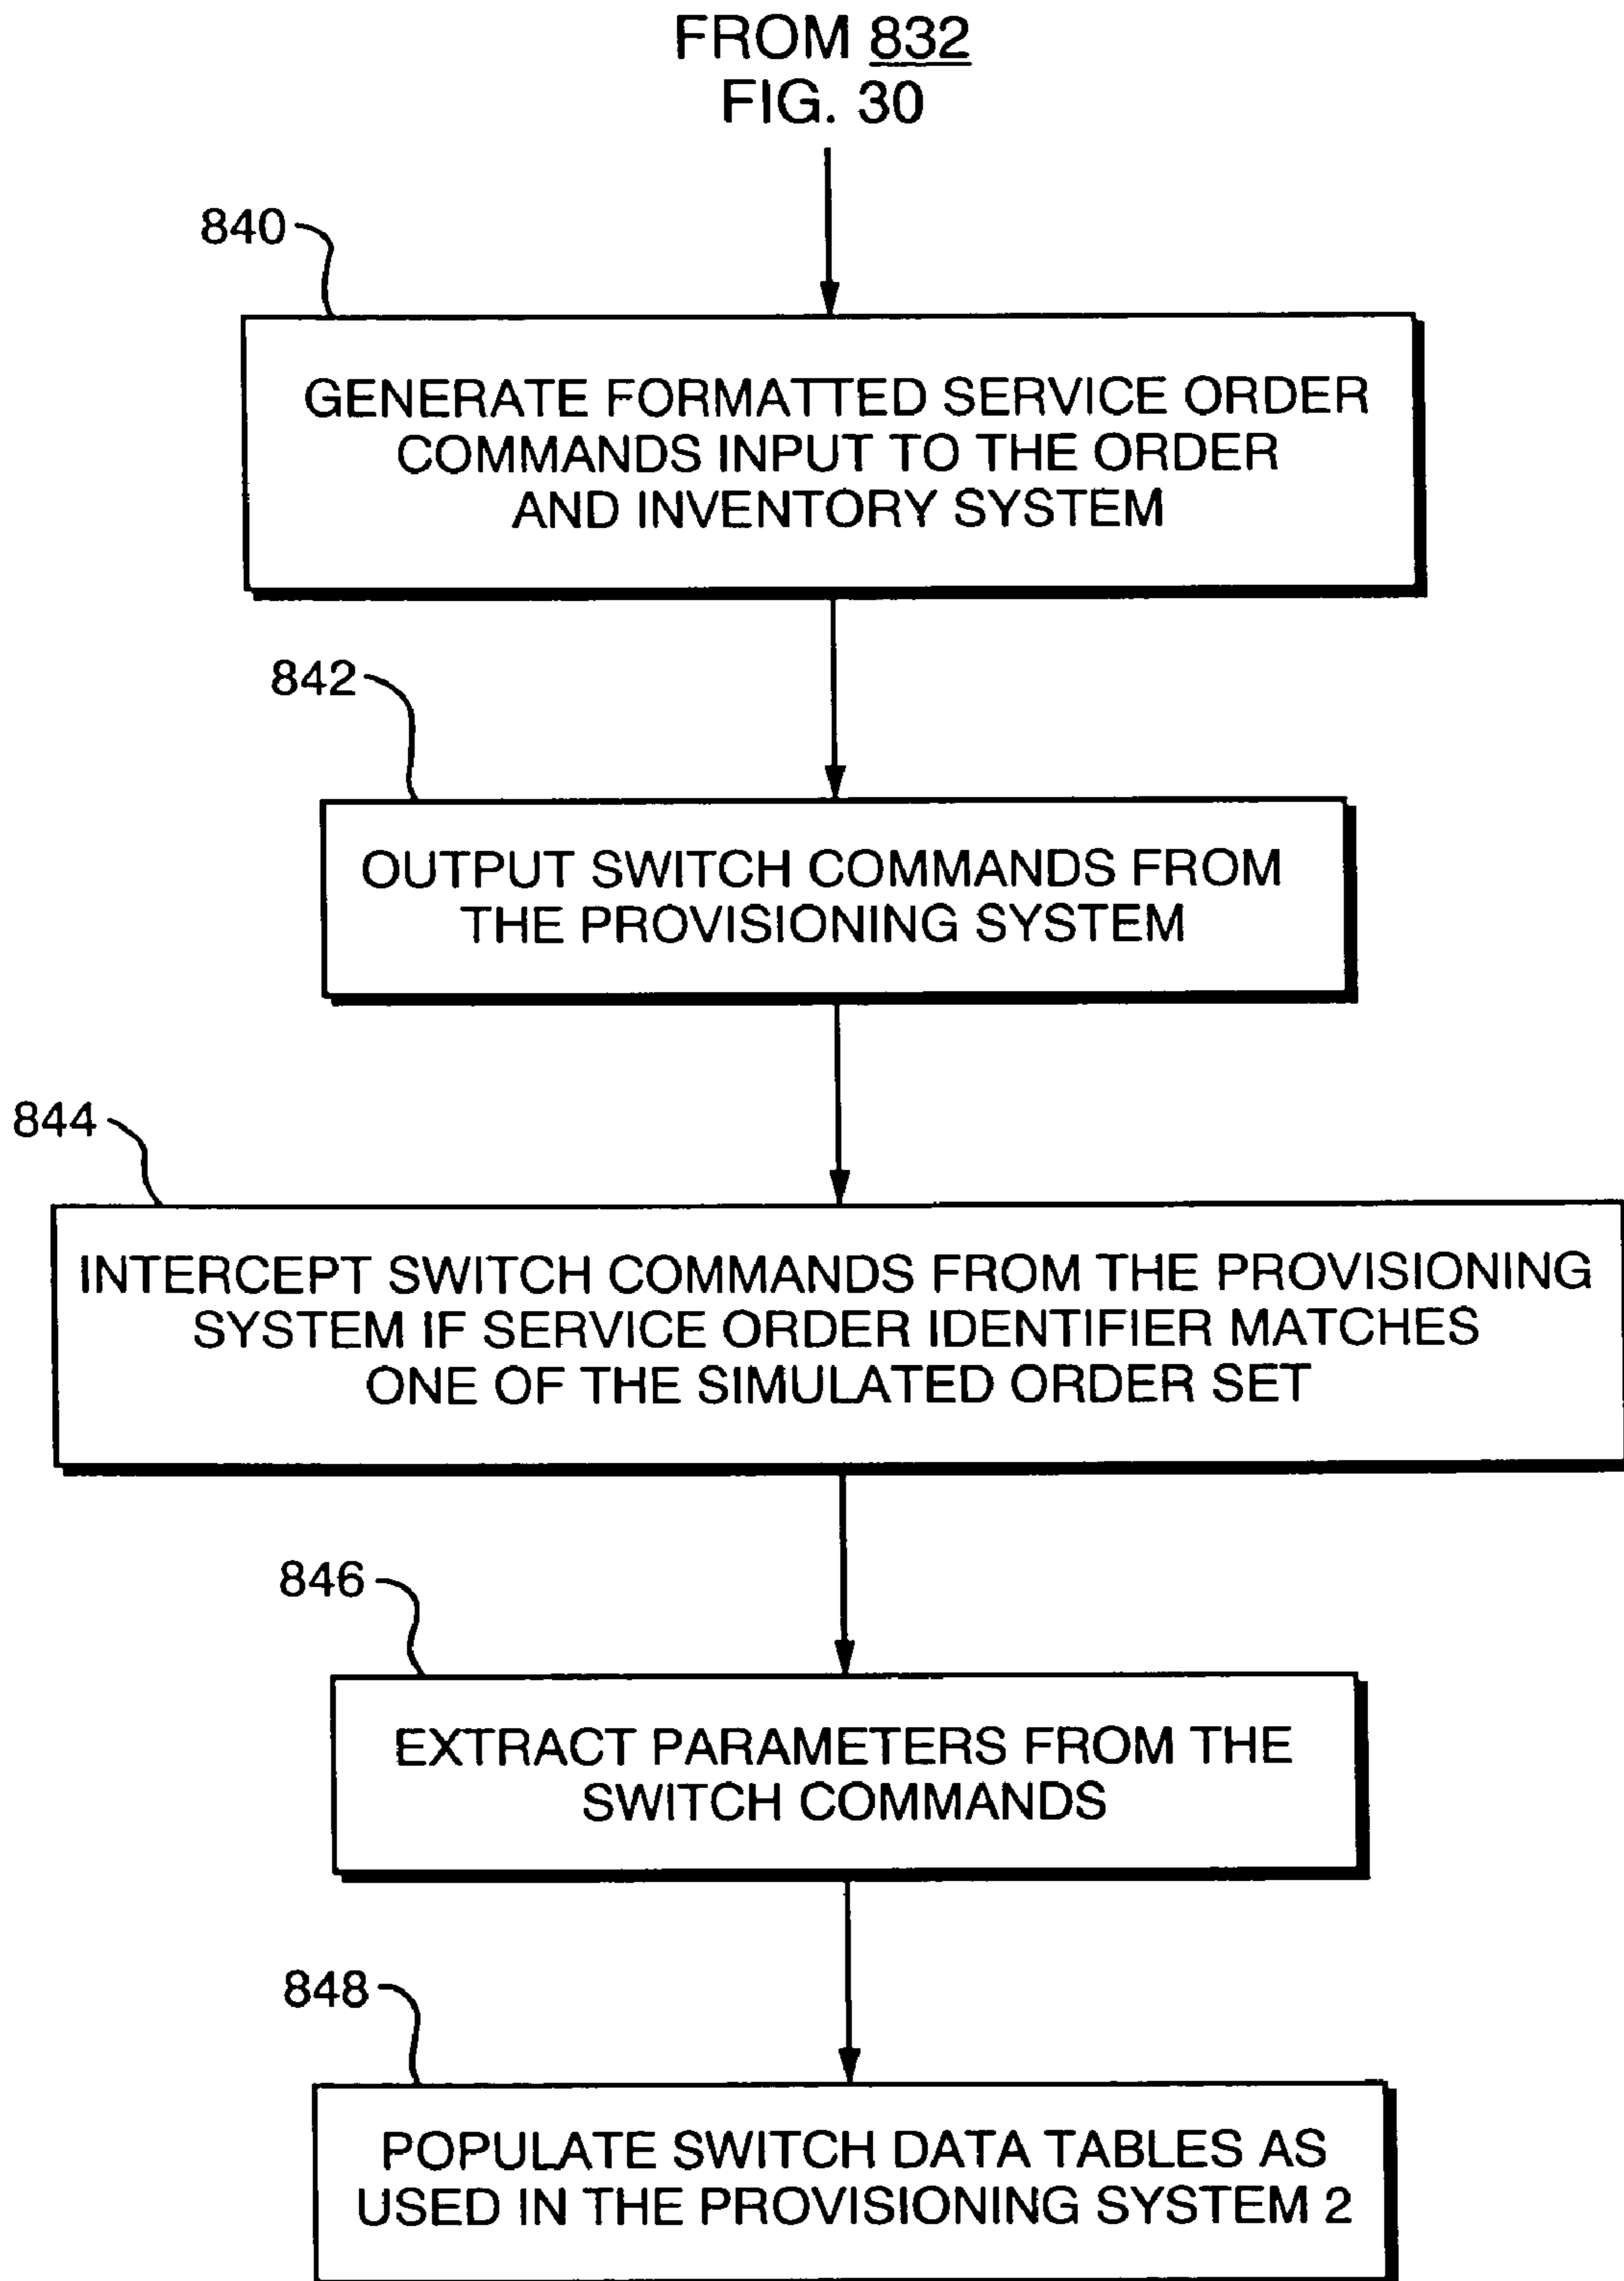 FROM 832
FIG. 30
840
GENERATE FORMATTED SERVICE ORDER
COMMANDS INPUT TO THE ORDER
AND INVENTORY SYSTEM
842
OUTPUT SWITCH COMMANDS FROM
THE PROVISIONING SYSTEM
844
INTERCEPT SWITCH COMMANDS FROM THE PROVISIONING
SYSTEM IF SERVICE ORDER IDENTIFIER MATCHES
ONE OF THE SIMULATED ORDER SET
846
EXTRACT PARAMETERS FROM THE
SWITCH COMMANDS
848
POPULATE SWITCH DATA TABLES AS
USED IN THE PROVISIONING SYSTEM 2